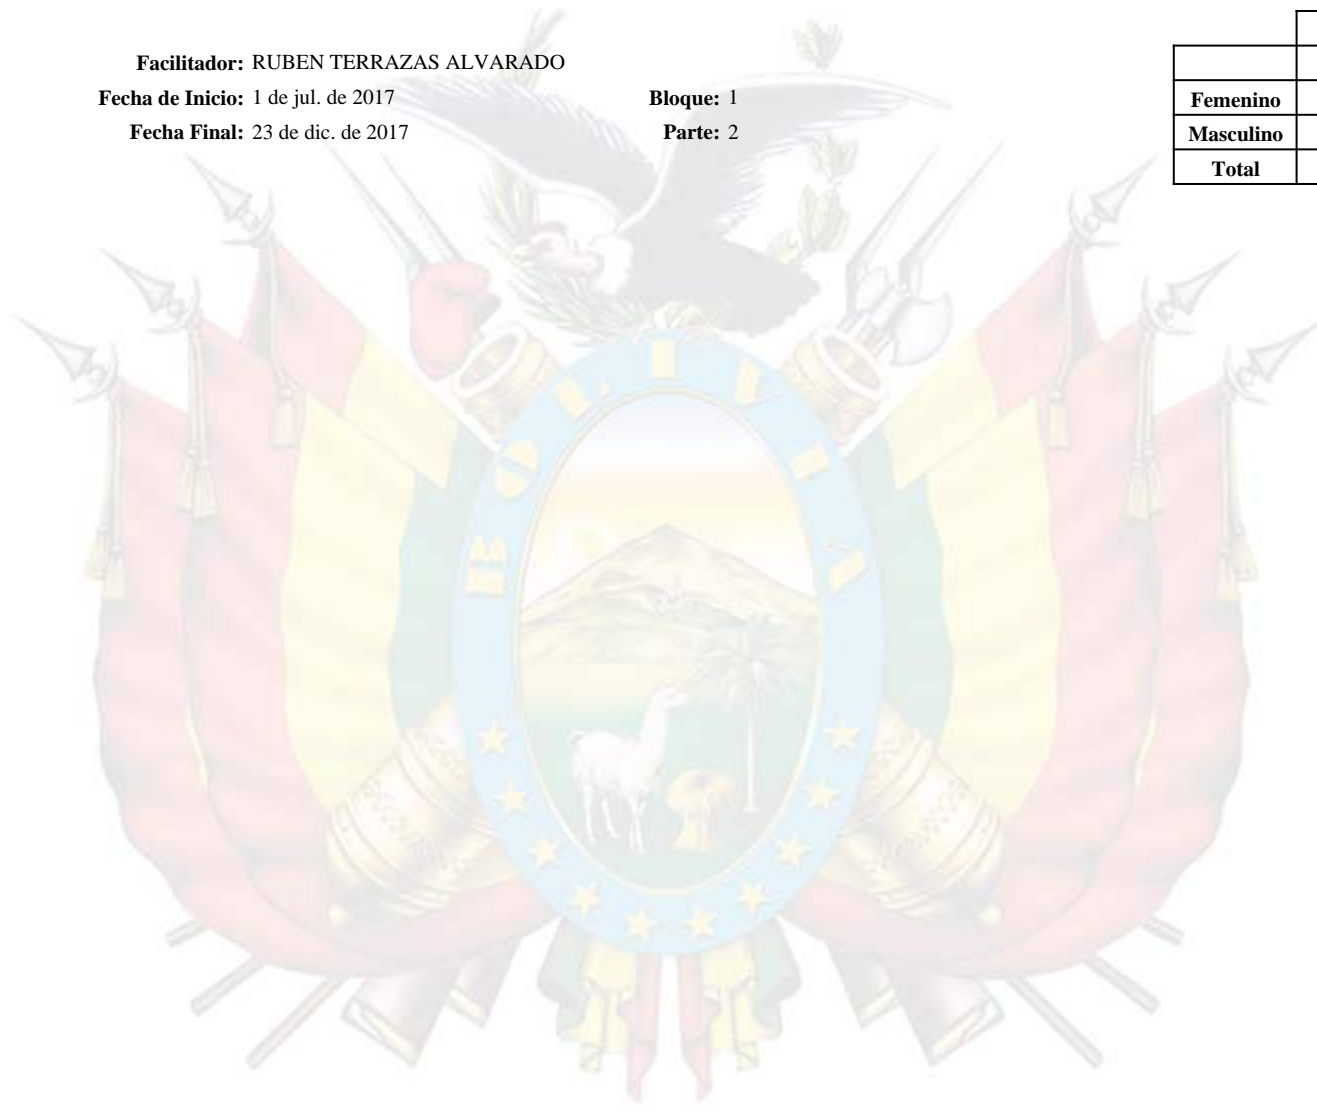 Facilitador: RUBEN TERRAZAS ALVARADO
Fecha de Inicio: 1 de jul. de 2017 Bloque: 1
Fecha Final: 23 de dic. de 2017 Parte: 2
Femenino
Masculino
Total
BOLIVIA